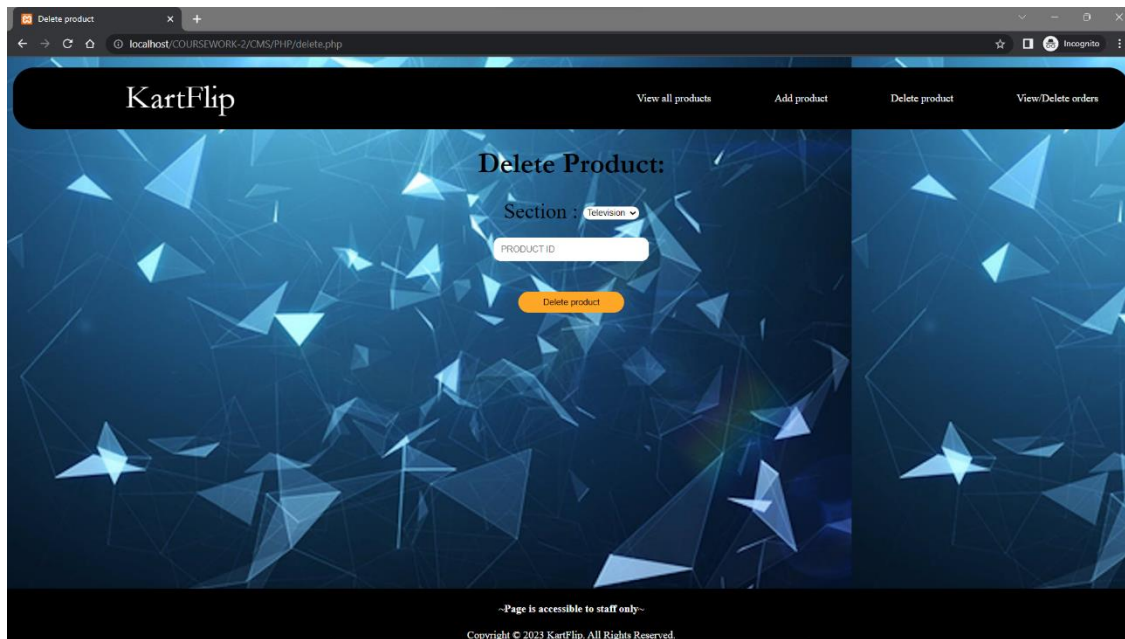 Delete product
localhost/COURSEWORK-2/CMS/PHP/delete.php
Incognito
KartFlip
View all products
Add product
Delete product
View/Delete orders
Delete Product:
Section : Television
PRODUCT ID
Delete product
~Page is accessible to staff only~
Copyright © 2023 KartFlip. All Rights Reserved.